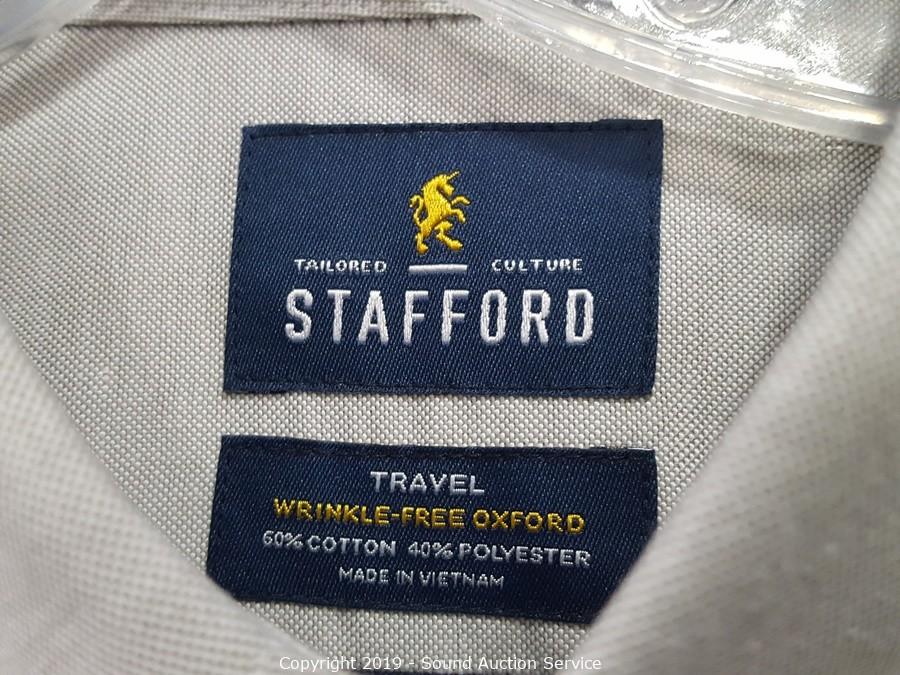 TAILORED CULTURE
STAFFORD
TRAVEL
WRINKLE-FREE OXFORD
60% COTTON 40% POLYESTER
MADE IN VIETNAM
Copyright 2019 - Sound Auction Service